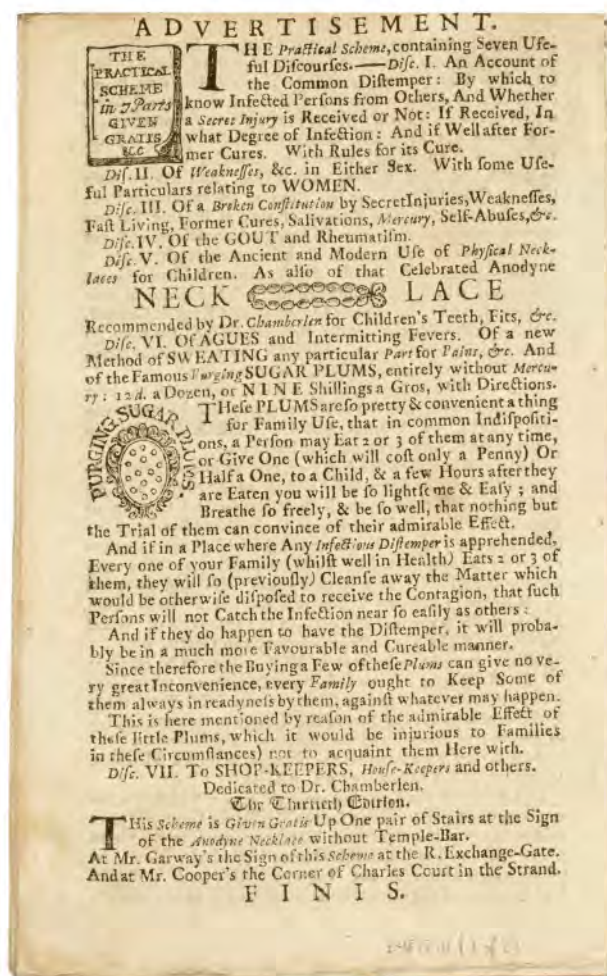 ADVERTISEMENT.
THE
PRACTICAL
SCHEME
in 7 Parts
GIVEN
GRATIS
&c
THE Practical Scheme, containing Seven Uſe-
ful Diſcourſes.——Diſc. I. An Account of
the Common Diſtemper: By which to
know Infected Perſons from Others, And Whether
a Secret Injury is Received or Not: If Received, In
what Degree of Infection: And if Well after For-
mer Cures. With Rules for its Cure.
Diſ. II. Of Weakneſſes, &c. in Either Sex. With ſome Uſe-
ful Particulars relating to WOMEN.
Diſc. III. Of a Broken Conſtitution by Secret Injuries, Weakneſſes,
Faſt Living, Former Cures, Salivations, Mercury, Self-Abuſes, &c.
Diſc. IV. Of the GOUT and Rheumatiſm.
Diſc. V. Of the Ancient and Modern Uſe of Phyſical Neck-
laces for Children. As alſo of that Celebrated Anodyne
NECK LACE
Recommended by Dr. Chamberlen for Children's Teeth, Fits, &c.
Diſc. VI. Of AGUES and Intermitting Fevers. Of a new
Method of SWEATING any particular Part for Pains, &c. And
of the Famous Purging SUGAR PLUMS, entirely without Mercu-
ry: 12d. a Dozen, or NINE Shillings a Gros, with Directions.
PURGING SUGAR PLUMS.
THeſe PLUMS are ſo pretty & convenient a thing
for Family Uſe, that in common Indiſpoſiti-
ons, a Perſon may Eat 2 or 3 of them at any time,
or Give One (which will coſt only a Penny) Or
Half a One, to a Child, & a few Hours after they
are Eaten you will be ſo lightſome & Eaſy; and
Breathe ſo freely, & be ſo well, that nothing but
the Trial of them can convince of their admirable Effect.
And if in a Place where Any Infectious Diſtemper is apprehended,
Every one of your Family (whilſt well in Health) Eats 2 or 3 of
them, they will ſo (previouſly) Cleanſe away the Matter which
would be otherwiſe diſpoſed to receive the Contagion, that ſuch
Perſons will not Catch the Infection near ſo eaſily as others:
And if they do happen to have the Diſtemper, it will proba-
bly be in a much more Favourable and Cureable manner.
Since therefore the Buying a Few of theſe Plums can give no ve-
ry great Inconvenience, every Family ought to Keep Some of
them always in readyneſs by them, againſt whatever may happen.
This is here mentioned by reaſon of the admirable Effect of
theſe little Plums, which it would be injurious to Families
in theſe Circumſtances) not to acquaint them Here with.
Diſc. VII. To SHOP-KEEPERS, Houſe-Keepers and others.
Dedicated to Dr. Chamberlen.
The Thirtieth Edition.
THis Scheme is Given Gratis Up One pair of Stairs at the Sign
of the Anodyne Necklace without Temple-Bar.
At Mr. Garway's the Sign of this Scheme at the R. Exchange-Gate.
And at Mr. Cooper's the Corner of Charles Court in the Strand.
FINIS.